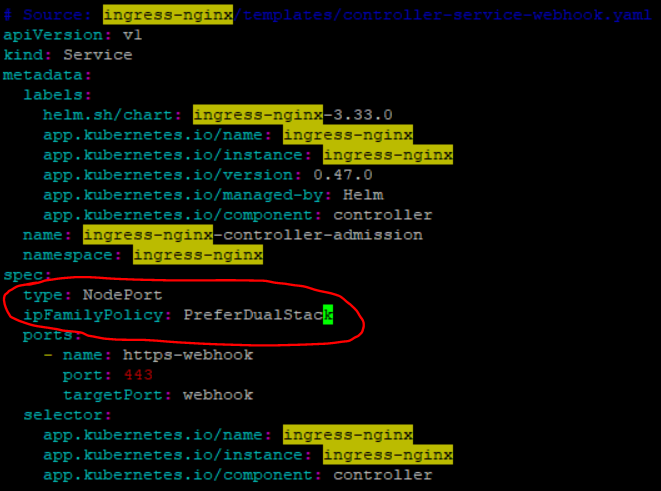 # Source: ingress-nginx/templates/controller-service-webhook.yaml
apiVersion: v1
kind: Service
metadata:
  labels:
    helm.sh/chart: ingress-nginx-3.33.0
    app.kubernetes.io/name: ingress-nginx
    app.kubernetes.io/instance: ingress-nginx
    app.kubernetes.io/version: 0.47.0
    app.kubernetes.io/managed-by: Helm
    app.kubernetes.io/component: controller
  name: ingress-nginx-controller-admission
  namespace: ingress-nginx
spec:
  type: NodePort
  ipFamilyPolicy: PreferDualStack
  ports:
    - name: https-webhook
      port: 443
      targetPort: webhook
  selector:
    app.kubernetes.io/name: ingress-nginx
    app.kubernetes.io/instance: ingress-nginx
    app.kubernetes.io/component: controller